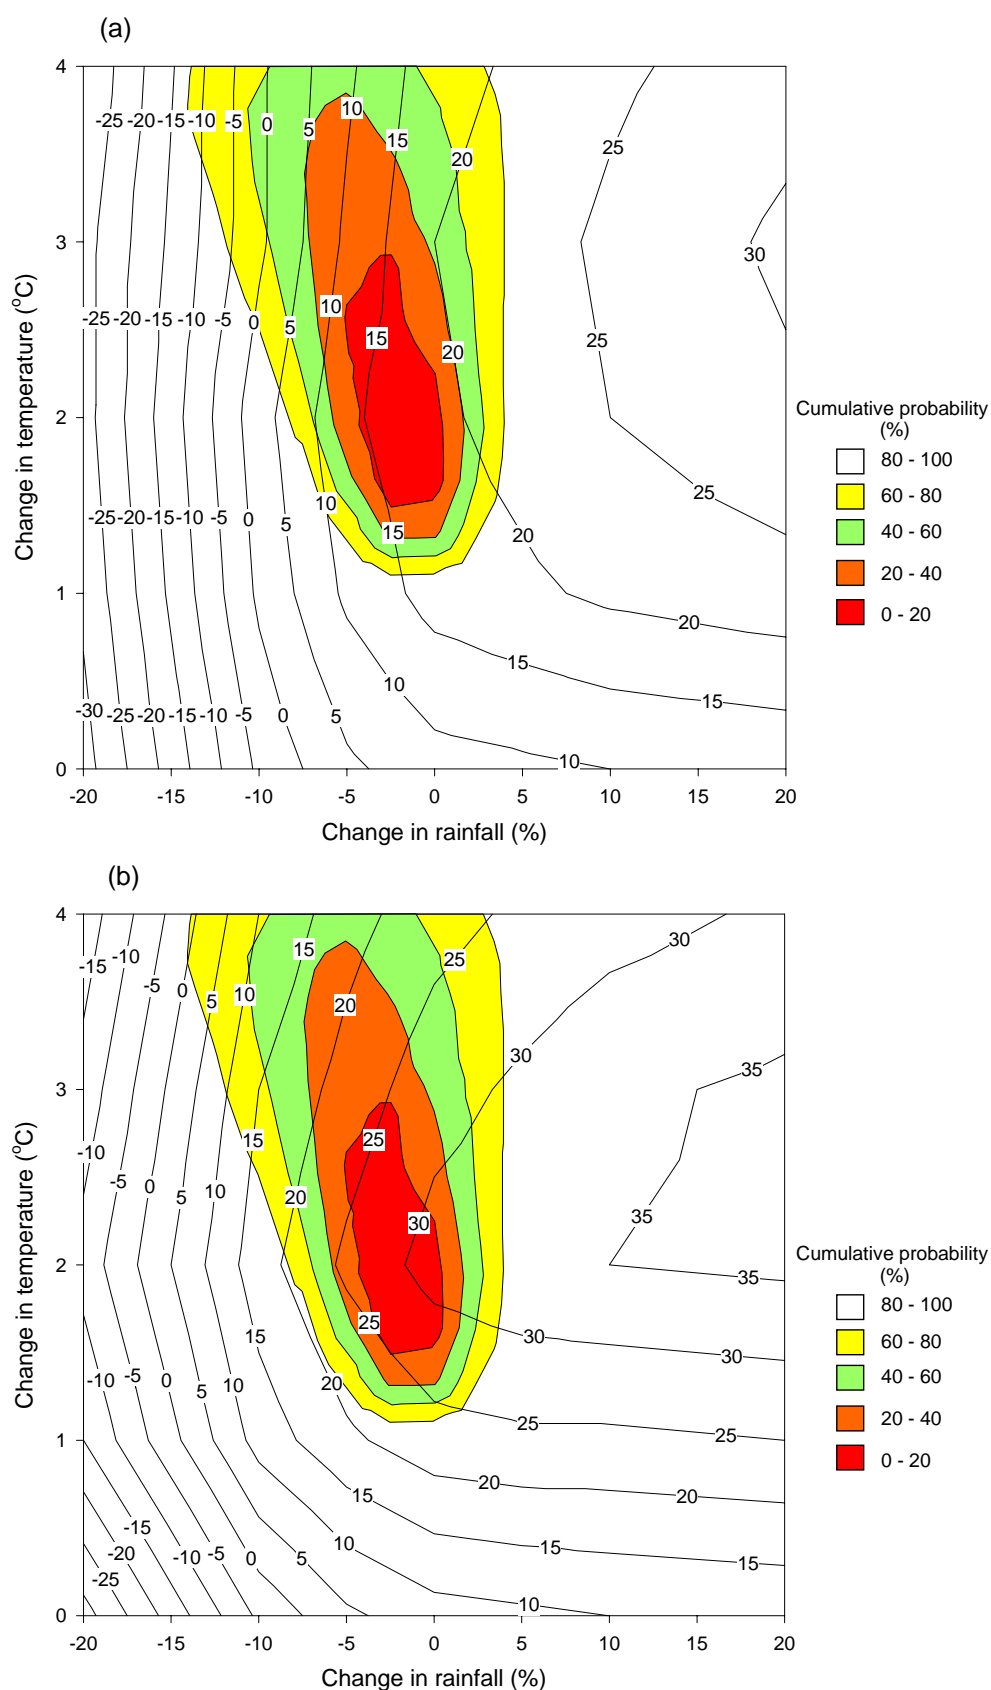 (a)
4
-25 -20 -15 -10 -5 0 5 10 15 20 25
3
30
10 15 20 25
-25 -20 -15 -10 -5 0 5
2
25
-25 -20 -15 -10 -5 0 5 10 15 20
1
20
15
10 15
-30 -25 -20 -15 -10 -5 0 5
10
0
-20 -15 -10 -5 0 5 10 15 20
Change in rainfall (%)
Change in temperature (°C)
Cumulative probability
(%)
80 - 100
60 - 80
40 - 60
20 - 40
0 - 20
(b)
4
-15 -10 -5 0 5 10 15 20 25 30
3
30 35
-10 -5 0 5 10 15 20 25 30 35
2
35
-10 -5 0 5 10 15 20 25 30 30
1
25 25
20 20
15 15 15
-25 -20 -15 -10 -5 0 5 10
10
0
-20 -15 -10 -5 0 5 10 15 20
Change in rainfall (%)
Change in temperature (°C)
Cumulative probability
(%)
80 - 100
60 - 80
40 - 60
20 - 40
0 - 20